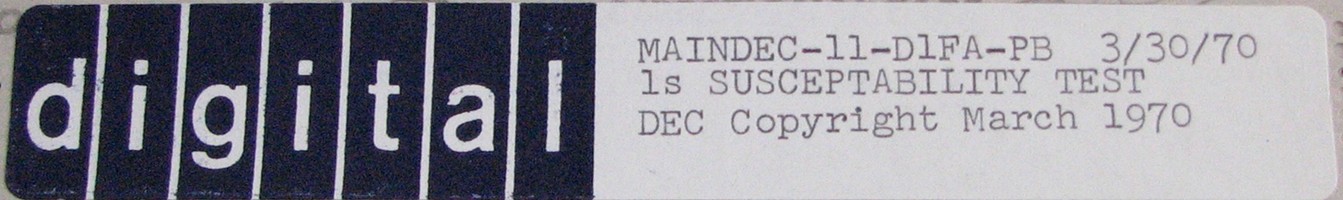 digital
MAINDEC-11-D1FA-PB 3/30/70
1s SUSCEPTABILITY TEST
DEC Copyright March 1970